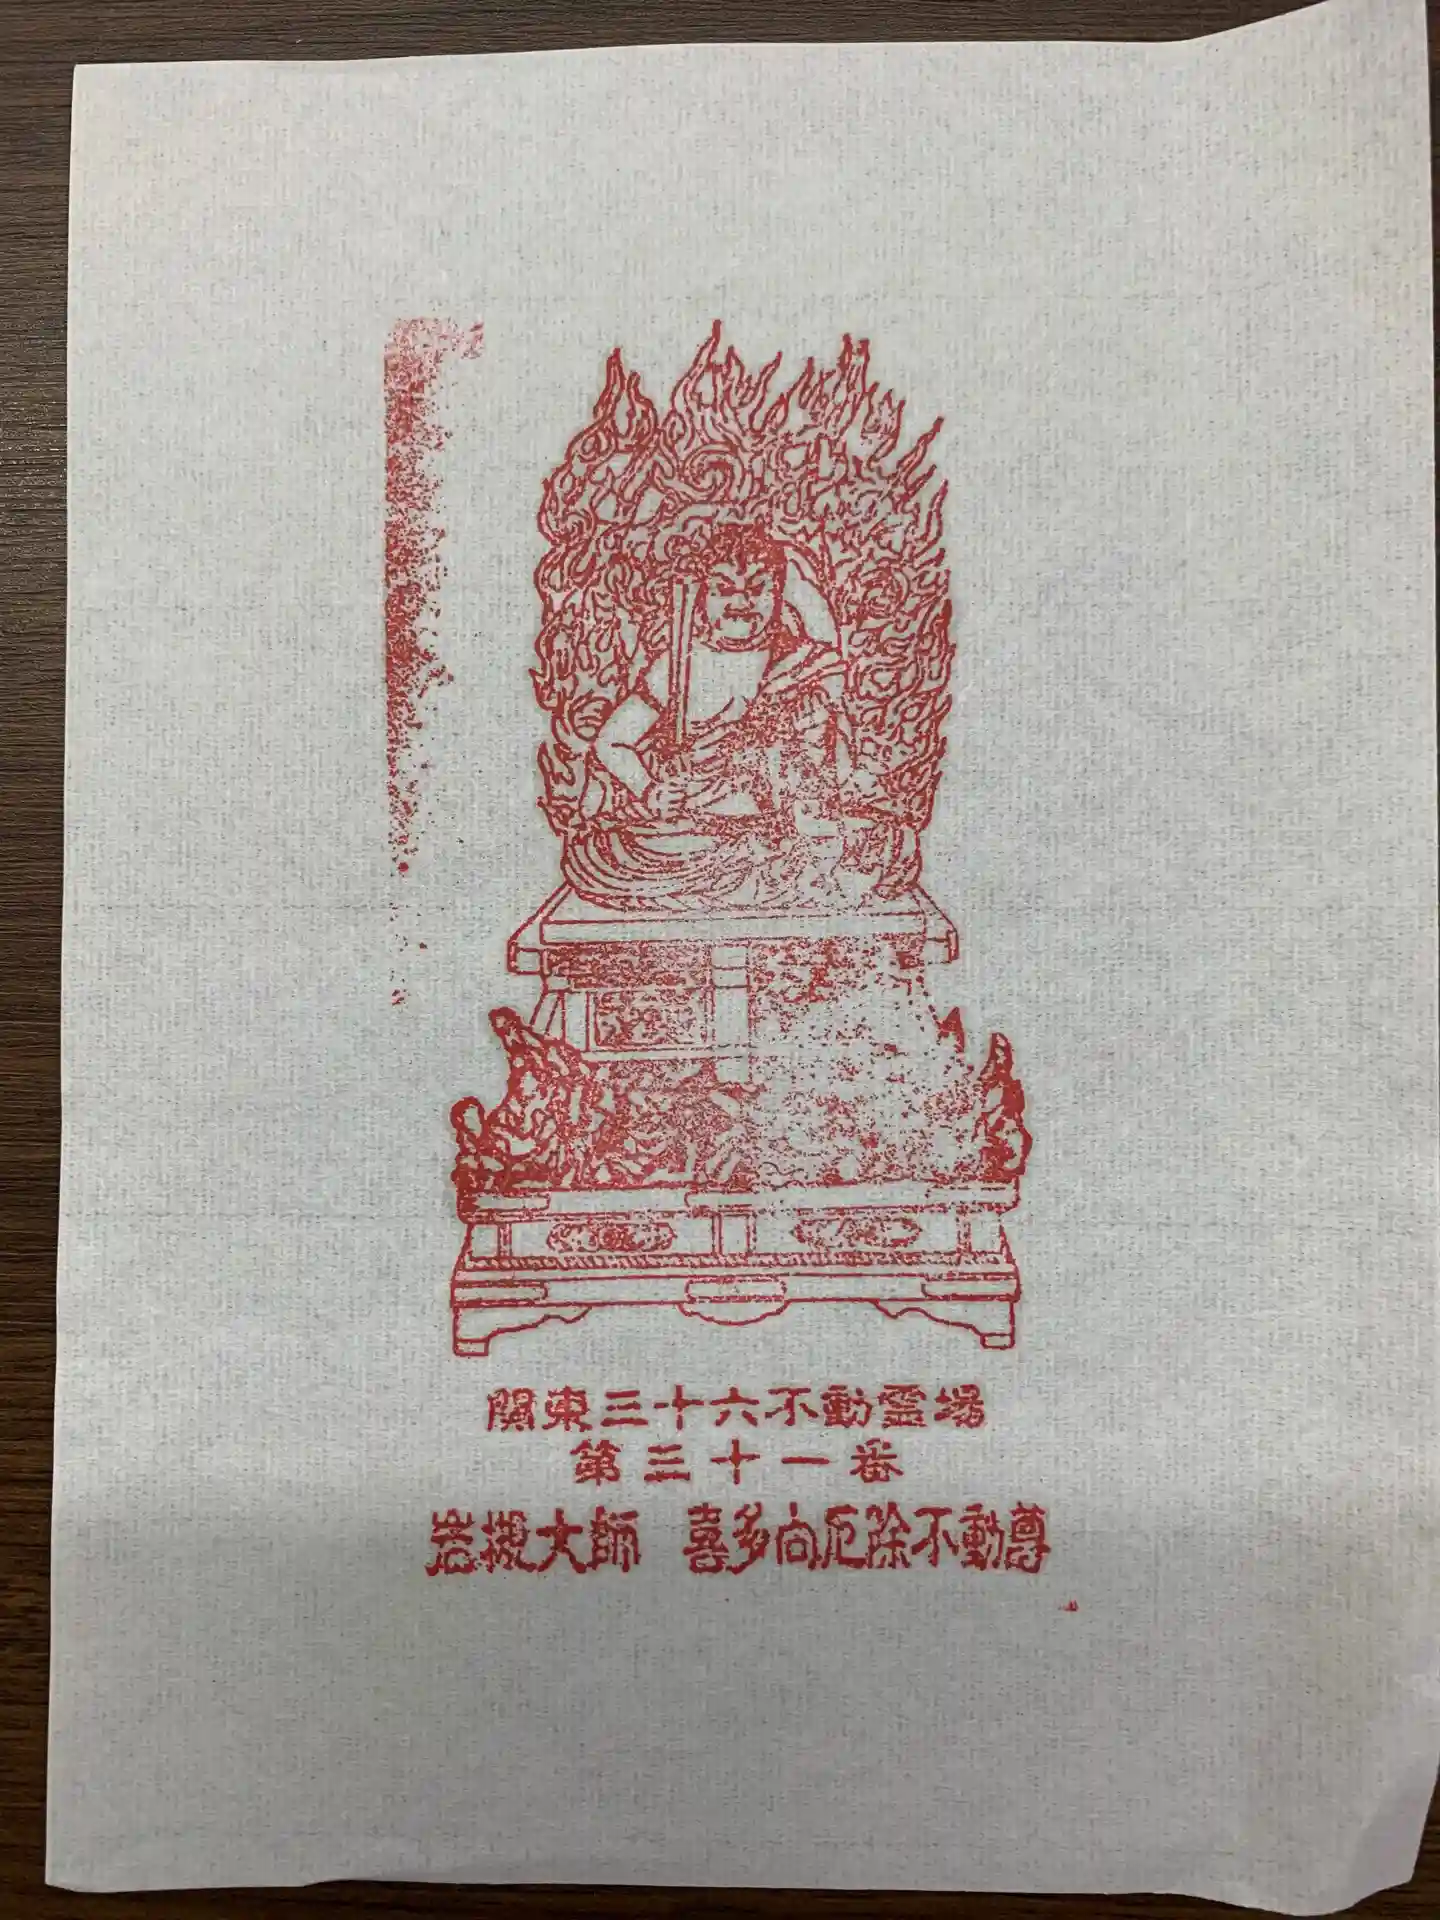 関東三十六不動霊場
第三十一番
岩槻大師 喜多向厄除不動尊